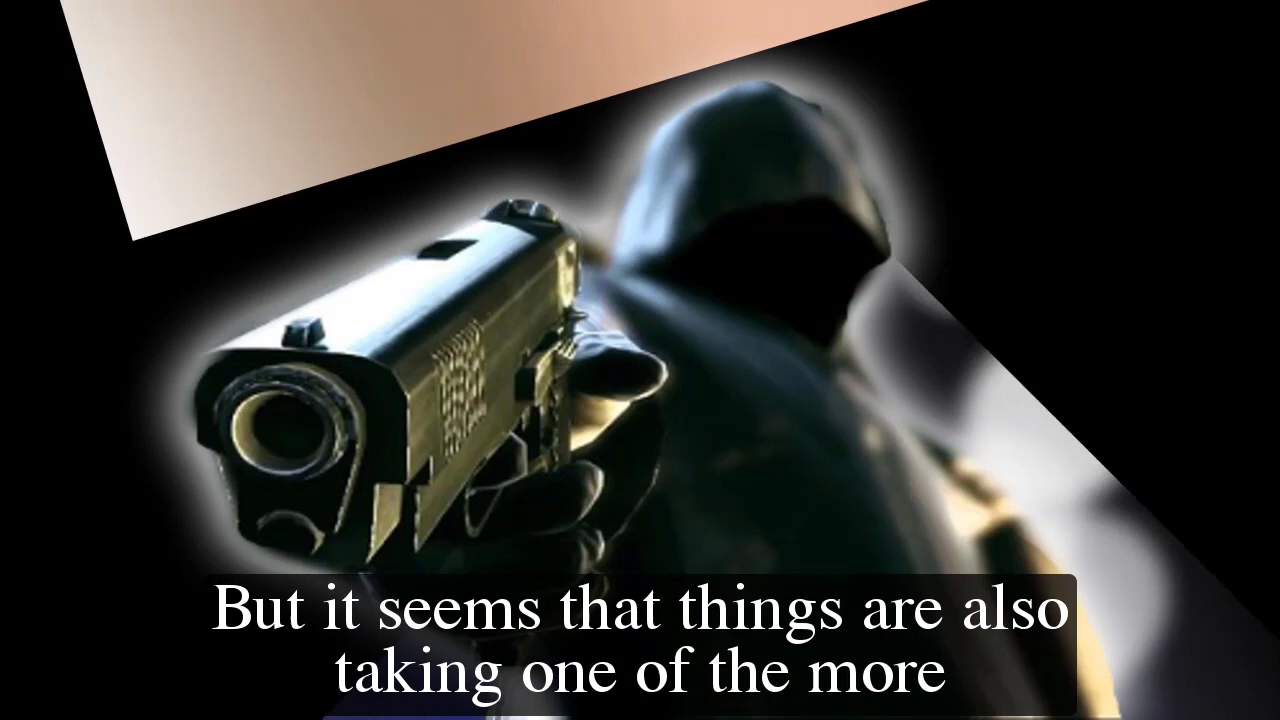 But it seems that things are also
taking one of the more